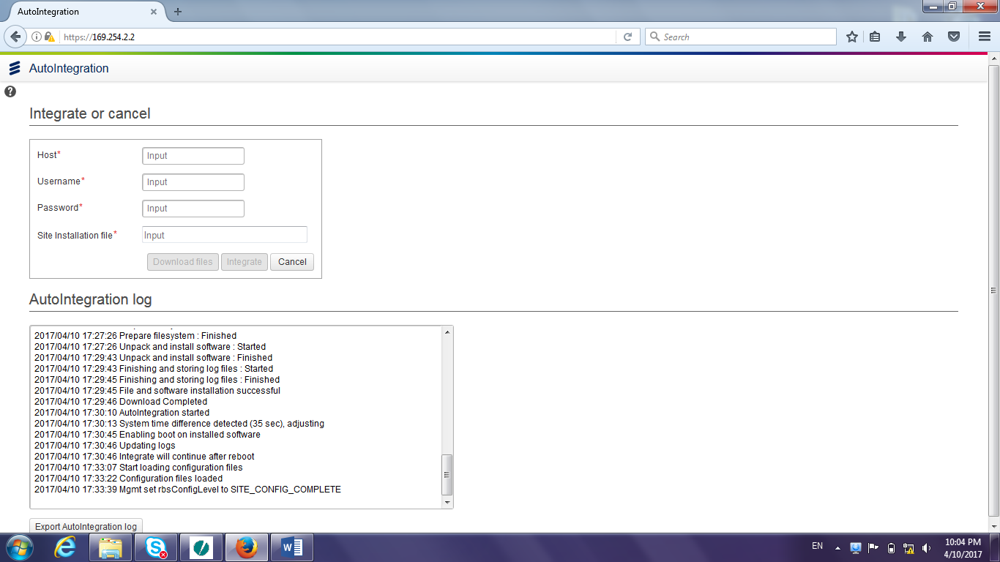 AutoIntegration
https://169.254.2.2
Search
AutoIntegration
Integrate or cancel
Host* Input
Username* Input
Password* Input
Site Installation file* Input
Download files Integrate Cancel
AutoIntegration log
2017/04/10 17:27:26 Prepare filesystem : Finished
2017/04/10 17:27:26 Unpack and install software : Started
2017/04/10 17:29:43 Unpack and install software : Finished
2017/04/10 17:29:43 Finishing and storing log files : Started
2017/04/10 17:29:45 Finishing and storing log files : Finished
2017/04/10 17:29:45 File and software installation successful
2017/04/10 17:29:46 Download Completed
2017/04/10 17:30:10 AutoIntegration started
2017/04/10 17:30:13 System time difference detected (35 sec), adjusting
2017/04/10 17:30:45 Enabling boot on installed software
2017/04/10 17:30:46 Updating logs
2017/04/10 17:30:46 Integrate will continue after reboot
2017/04/10 17:33:07 Start loading configuration files
2017/04/10 17:33:22 Configuration files loaded
2017/04/10 17:33:39 Mgmt set rbsConfigLevel to SITE_CONFIG_COMPLETE
Export AutoIntegration log
EN
10:04 PM
4/10/2017